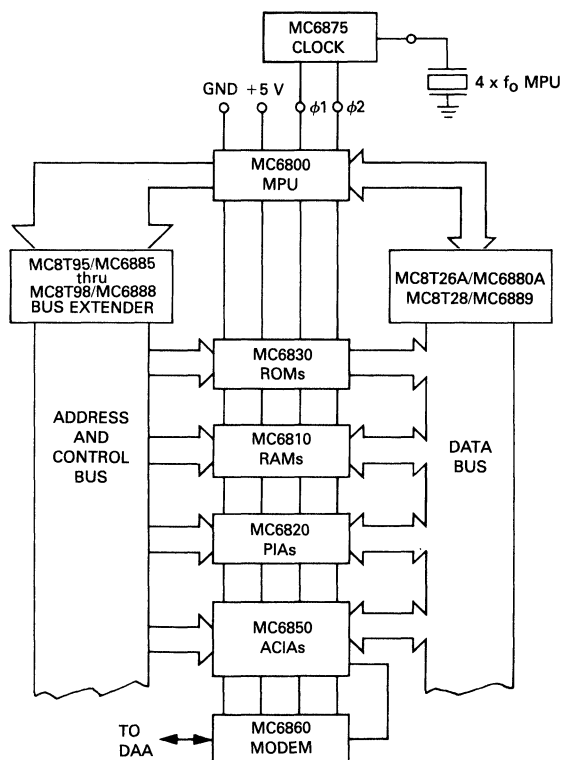 MC6875
CLOCK
4 x fo MPU
GND +5 V
ϕ1 ϕ2
MC6800
MPU
MC8T95/MC6885
thru
MC8T98/MC6888
BUS EXTENDER
MC8T26A/MC6880A
MC8T28/MC6889
MC6830
ROMs
ADDRESS
AND
CONTROL
BUS
MC6810
RAMs
DATA
BUS
MC6820
PIAs
MC6850
ACIAs
TO
DAA
MC6860
MODEM